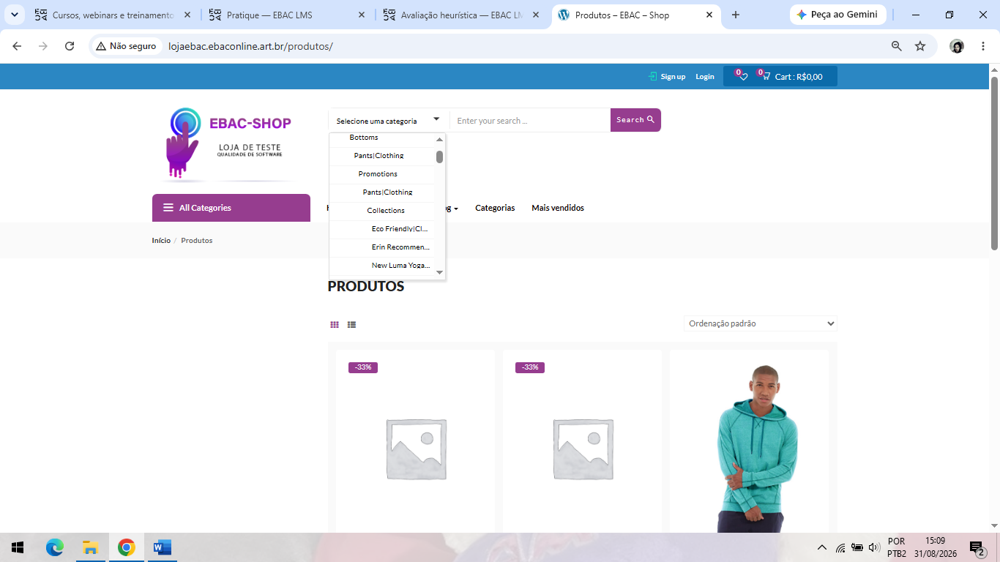 Cursos, webinars e treinamento
Pratique — EBAC LMS
Avaliação heurística — EBAC LM
Produtos – EBAC – Shop
Peça ao Gemini
Não seguro
lojaebac.ebaconline.art.br/produtos/
Sign up
Login
0
0
Cart : R$0,00
EBAC-SHOP
LOJA DE TESTE
QUALIDADE DE SOFTWARE
Selecione uma categoria
Enter your search ...
Search
Bottoms
Pants|Clothing
Promotions
Pants|Clothing
Collections
Eco Friendly|Cl...
Erin Recommen...
New Luma Yoga...
All Categories
Categorias
Mais vendidos
Início / Produtos
PRODUTOS
Ordenação padrão
-33%
-33%
POR
PTB2
15:09
31/08/2026
2